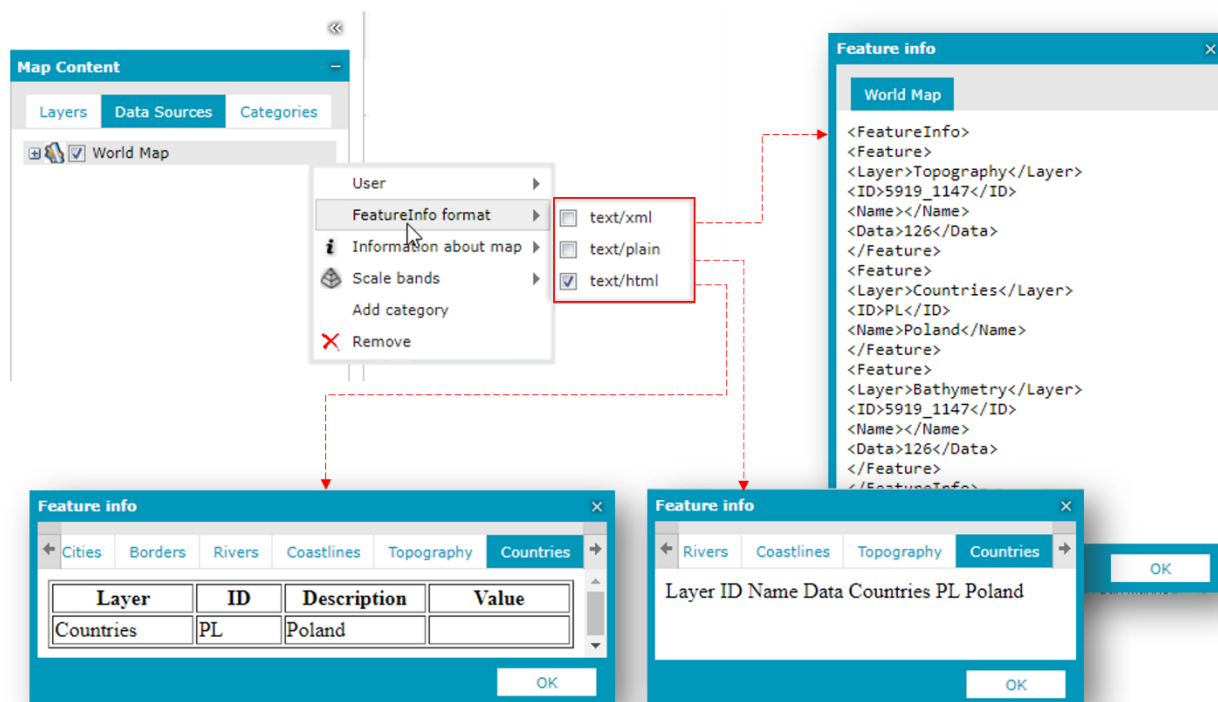 Map Content
Layers Data Sources Categories
World Map
User
FeatureInfo format
Information about map
Scale bands
Add category
Remove
text/xml
text/plain
text/html
Feature info
World Map
<FeatureInfo>
<Feature>
<Layer>Topography</Layer>
<ID>5919_1147</ID>
<Name></Name>
<Data>126</Data>
</Feature>
<Feature>
<Layer>Countries</Layer>
<ID>PL</ID>
<Name>Poland</Name>
</Feature>
<Feature>
<Layer>Bathymetry</Layer>
<ID>5919_1147</ID>
<Name></Name>
<Data>126</Data>
</Feature>
</FeatureInfo>
OK
Feature info
Cities Borders Rivers Coastlines Topography Countries
Layer ID Description Value
Countries PL Poland
OK
Feature info
Rivers Coastlines Topography Countries
Layer ID Name Data Countries PL Poland
OK